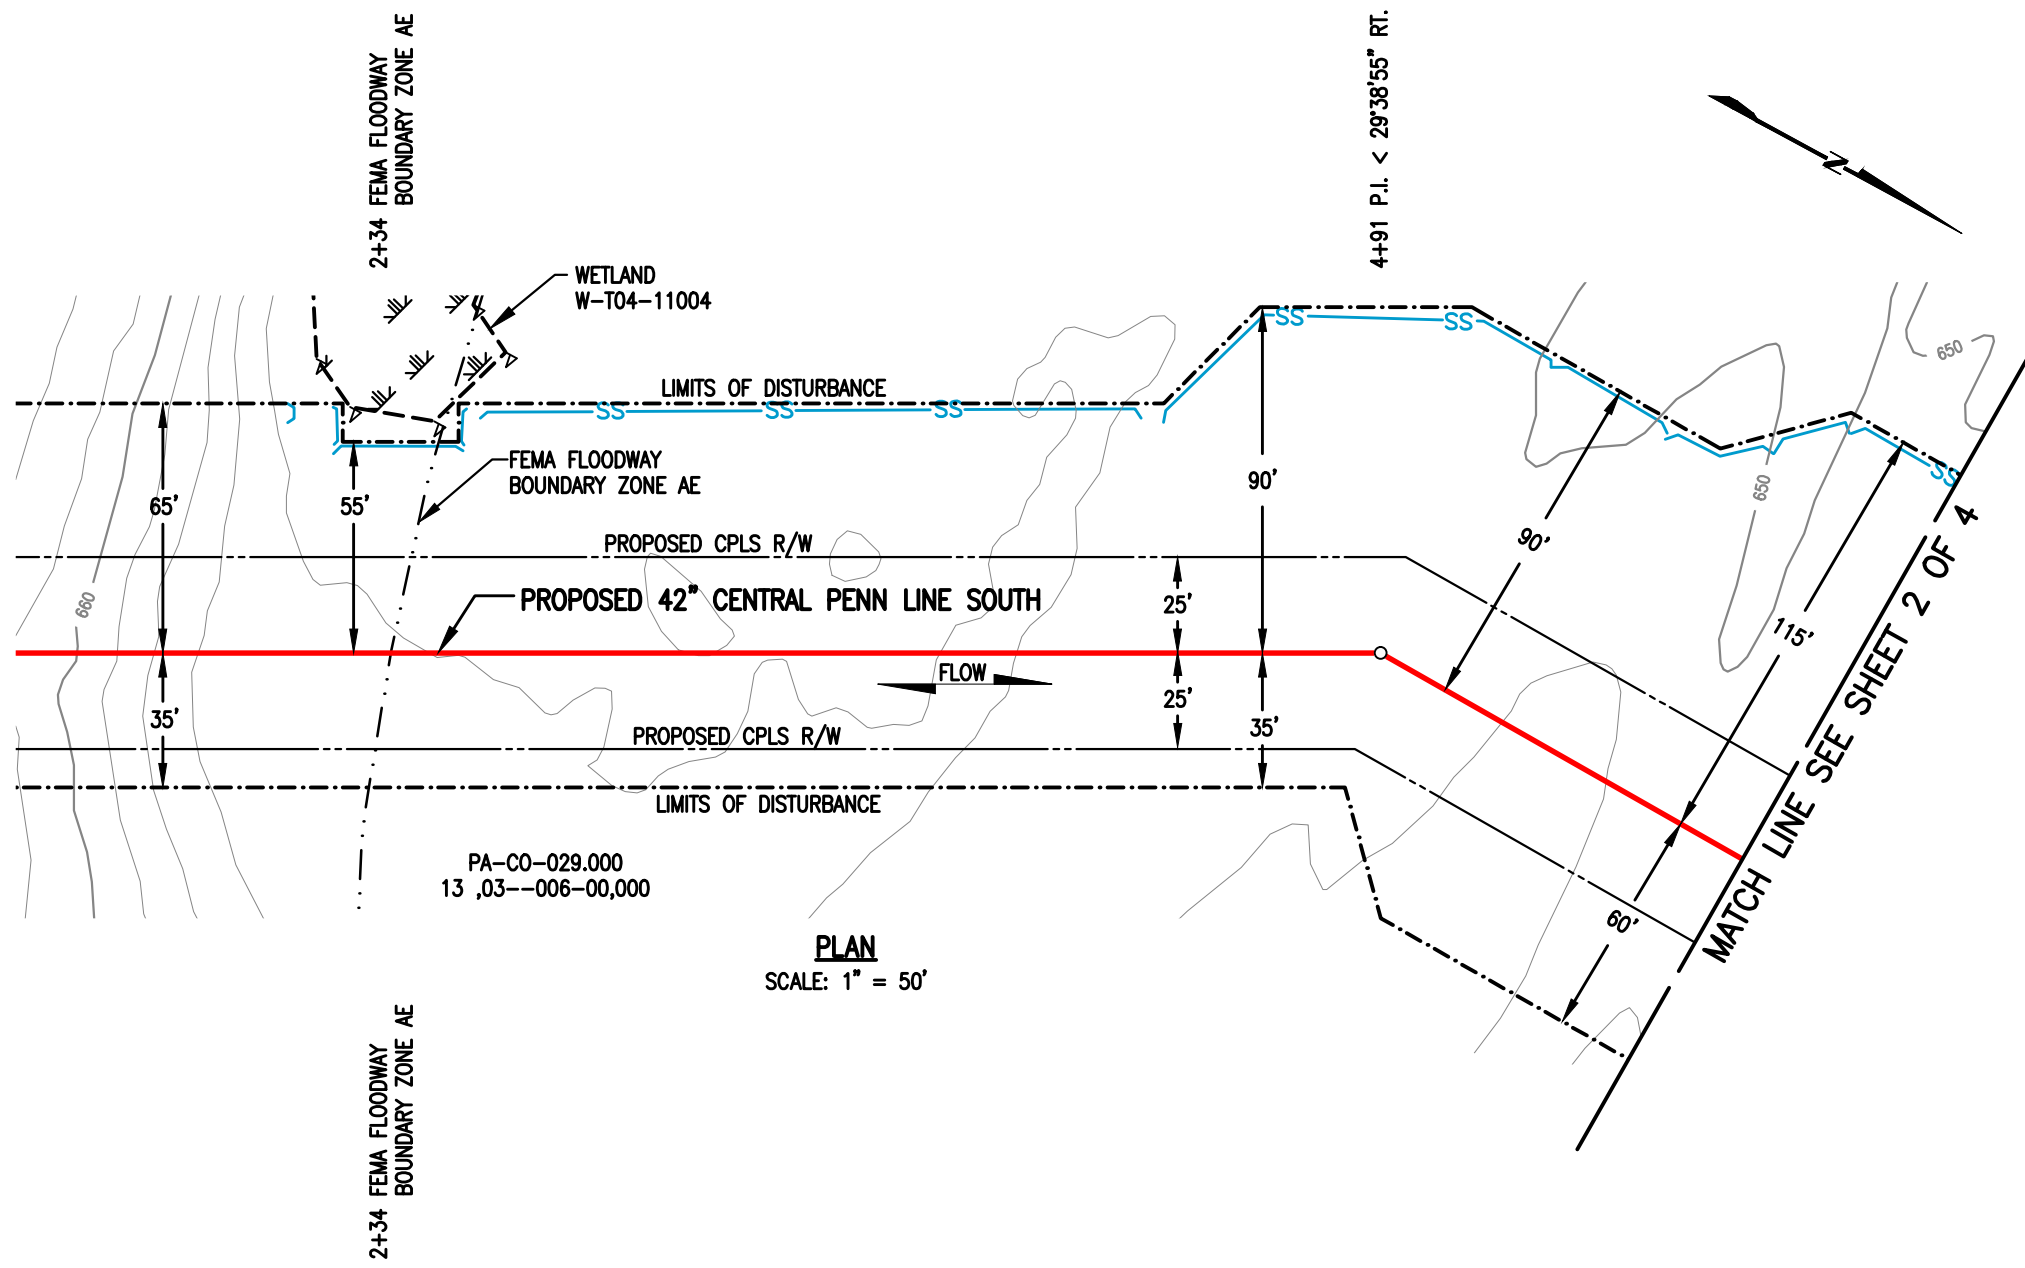 2+34 FEMA FLOODWAY
BOUNDARY ZONE AE
4+91 P.I. < 29°38'55" RT.
N
WETLAND
W-T04-11004
LIMITS OF DISTURBANCE
SS SS SS SS SS SS
650
650
660
FEMA FLOODWAY
BOUNDARY ZONE AE
65'
55'
90'
90'
115'
PROPOSED CPLS R/W
25'
PROPOSED 42" CENTRAL PENN LINE SOUTH
FLOW
25'
35'
35'
PROPOSED CPLS R/W
LIMITS OF DISTURBANCE
60'
MATCH LINE SEE SHEET 2 OF 4
PA-CO-029.000
13 ,03--006-00,000
PLAN
SCALE: 1" = 50'
2+34 FEMA FLOODWAY
BOUNDARY ZONE AE